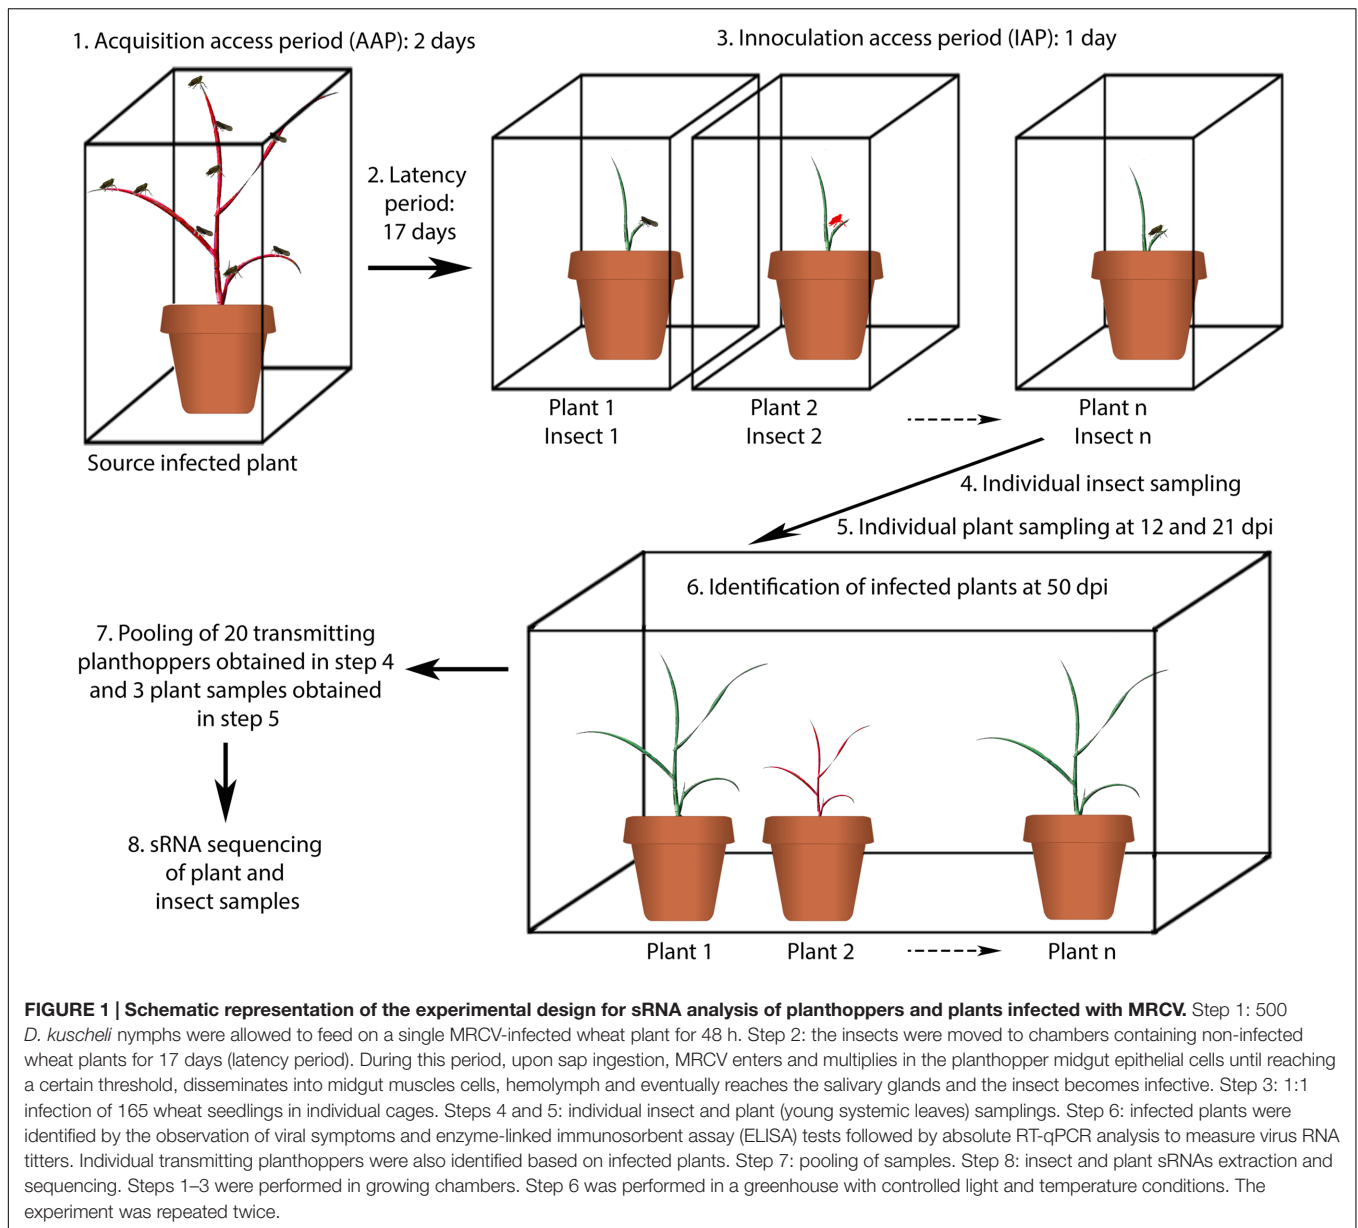 1. Acquisition access period (AAP): 2 days
3. Innoculation access period (IAP): 1 day
2. Latency
period:
17 days
Plant 1
Insect 1
Plant 2
Insect 2
Plant n
Insect n
Source infected plant
4. Individual insect sampling
5. Individual plant sampling at 12 and 21 dpi
6. Identification of infected plants at 50 dpi
7. Pooling of 20 transmitting
planthoppers obtained in step 4
and 3 plant samples obtained
in step 5
8. sRNA sequencing
of plant and
insect samples
Plant 1
Plant 2
Plant n
FIGURE 1 | Schematic representation of the experimental design for sRNA analysis of planthoppers and plants infected with MRCV. Step 1: 500
D. kuscheli nymphs were allowed to feed on a single MRCV-infected wheat plant for 48 h. Step 2: the insects were moved to chambers containing non-infected
wheat plants for 17 days (latency period). During this period, upon sap ingestion, MRCV enters and multiplies in the planthopper midgut epithelial cells until reaching
a certain threshold, disseminates into midgut muscles cells, hemolymph and eventually reaches the salivary glands and the insect becomes infective. Step 3: 1:1
infection of 165 wheat seedlings in individual cages. Steps 4 and 5: individual insect and plant (young systemic leaves) samplings. Step 6: infected plants were
identified by the observation of viral symptoms and enzyme-linked immunosorbent assay (ELISA) tests followed by absolute RT-qPCR analysis to measure virus RNA
titters. Individual transmitting planthoppers were also identified based on infected plants. Step 7: pooling of samples. Step 8: insect and plant sRNAs extraction and
sequencing. Steps 1–3 were performed in growing chambers. Step 6 was performed in a greenhouse with controlled light and temperature conditions. The
experiment was repeated twice.